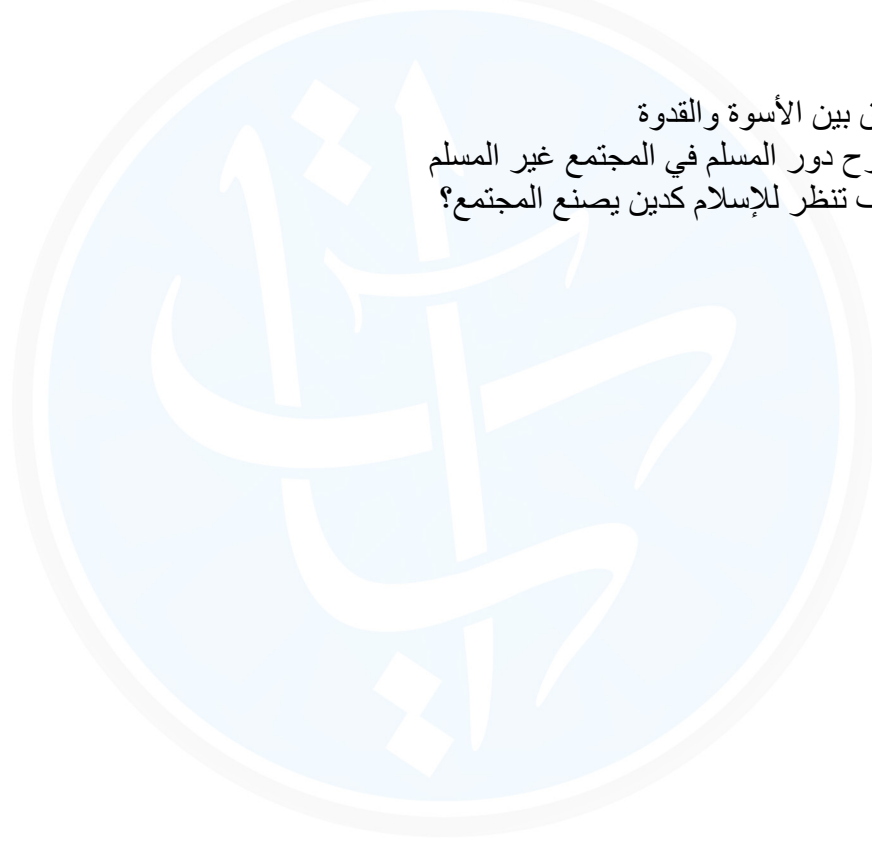 بين الأسوة والقدوة
دور المسلم في المجتمع غير المسلم
تنظر للإسلام كدين يصنع المجتمع؟